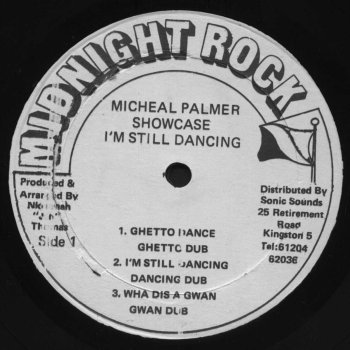 MIDNIGHT ROCK
MICHEAL PALMER
SHOWCASE
I'M STILL DANCING
Produced &
Arranged By
Thomas
Side 1
Distributed By
Sonic Sounds
25 Retirement
Road
Kingston 5
Tel:61204
62036
1. GHETTO DANCE
GHETTO DUB
2. I'M STILL DANCING
DANCING DUB
3. WHA DIS A GWAN
GWAN DUB